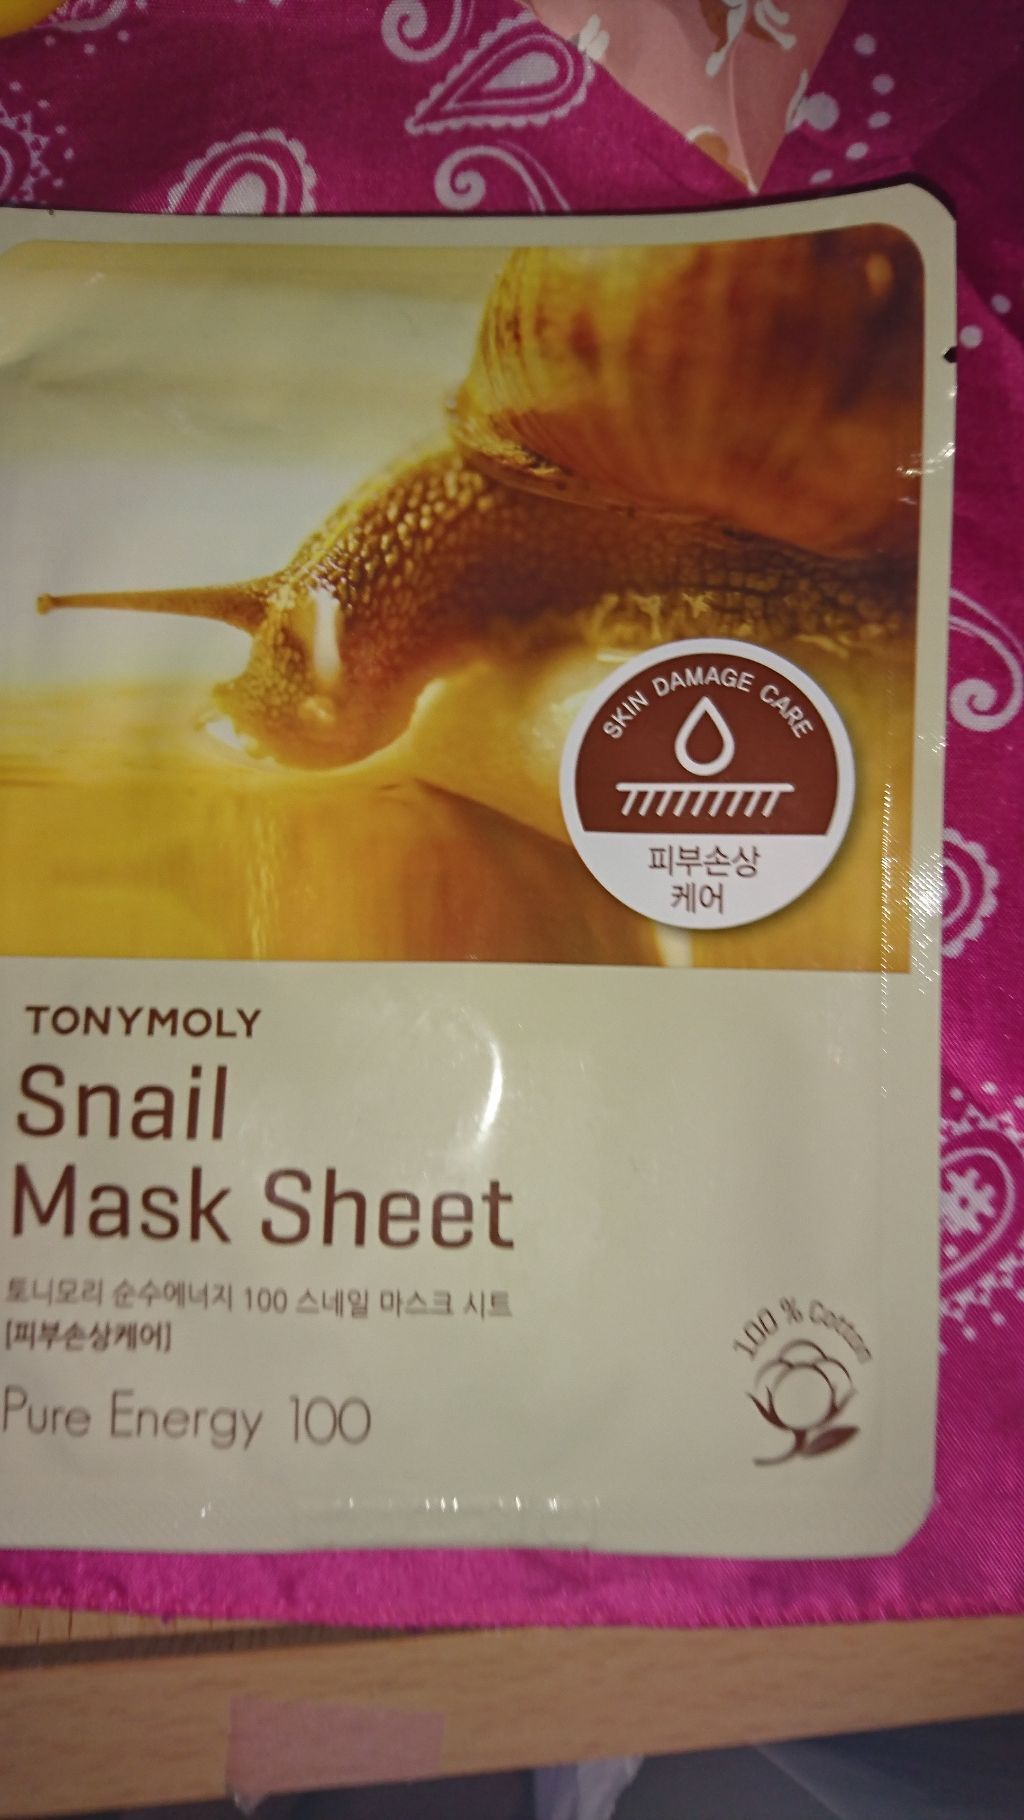 SKIN DAMAGE CARE
피부손상
케어
TONYMOLY
Snail
Mask Sheet
토니모리 순수에너지 100 스네일 마스크 시트
[피부손상케어]
Pure Energy 100
100 % Cotton